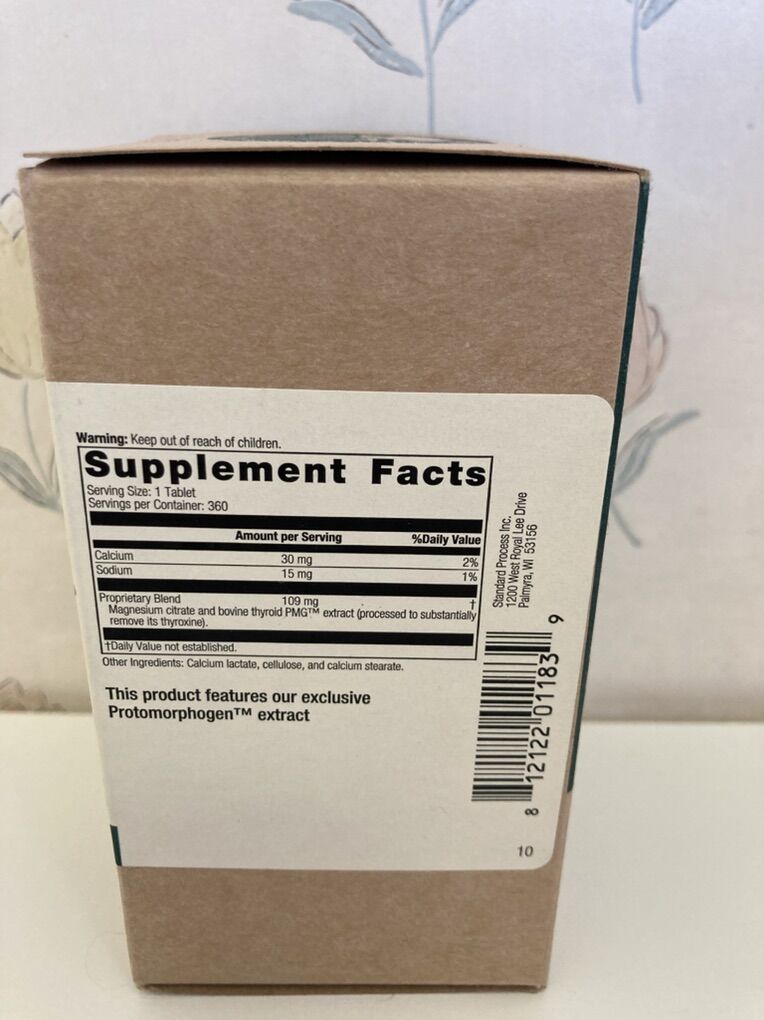 Warning: Keep out of reach of children.
Supplement Facts
Serving Size: 1 Tablet
Servings per Container: 360
Amount per Serving %Daily Value
Calcium 30 mg 2%
Sodium 15 mg 1%
Proprietary Blend 109 mg †
Magnesium citrate and bovine thyroid PMG™ extract (processed to substantially
remove its thyroxine).
†Daily Value not established.
Other Ingredients: Calcium lactate, cellulose, and calcium stearate.
This product features our exclusive
Protomorphogen™ extract
Standard Process Inc.
1200 West Royal Lee Drive
Palmyra, WI 53156
8 12122 01183 9
10